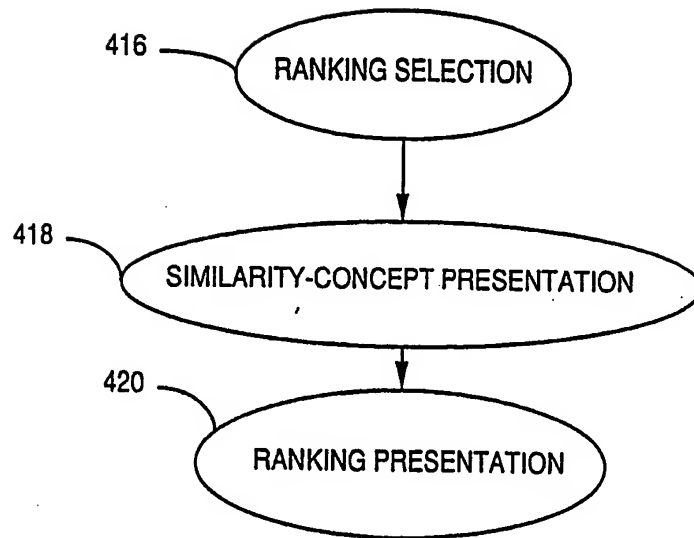 416
RANKING SELECTION
418
SIMILARITY-CONCEPT PRESENTATION
420
RANKING PRESENTATION